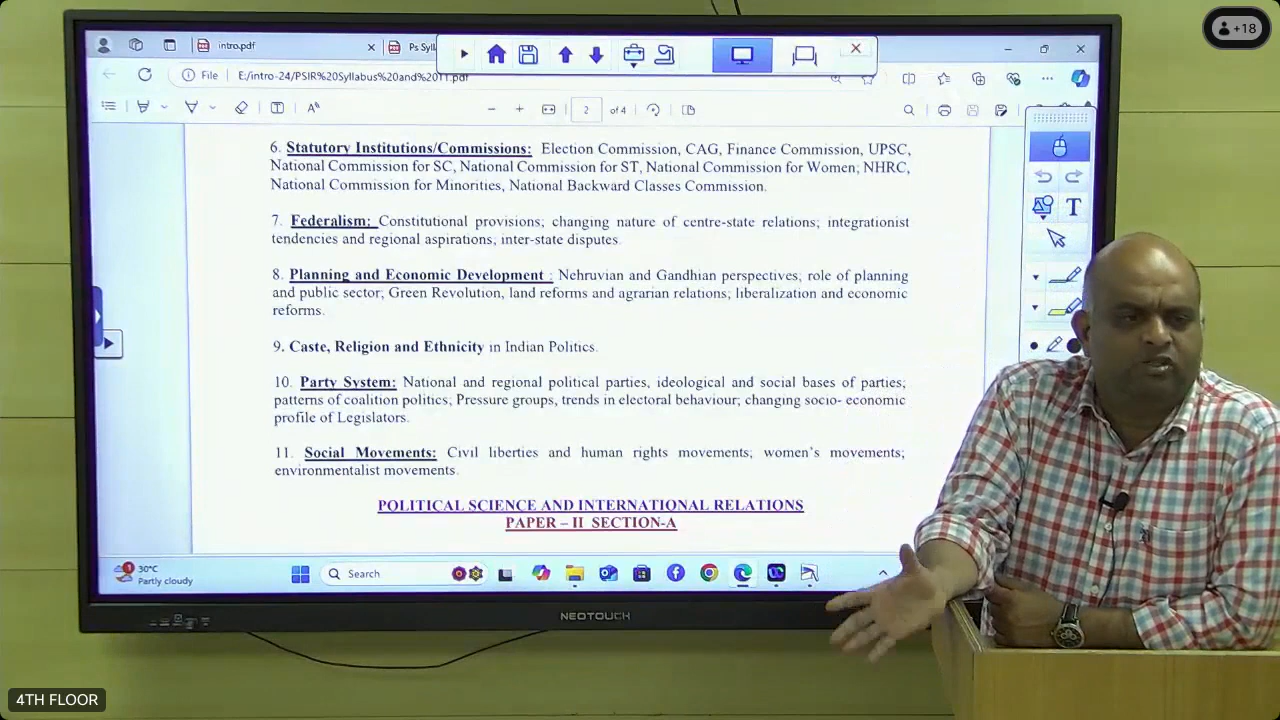 +18
intro.pdf
Ps Syll
File
E:/intro-24/PSIR%20Syllabus%20and%2011.pdf
2 of 4
6. Statutory Institutions/Commissions: Election Commission, CAG, Finance Commission, UPSC,
National Commission for SC, National Commission for ST, National Commission for Women; NHRC,
National Commission for Minorities, National Backward Classes Commission.
7. Federalism: Constitutional provisions; changing nature of centre-state relations; integrationist
tendencies and regional aspirations; inter-state disputes.
8. Planning and Economic Development : Nehruvian and Gandhian perspectives; role of planning
and public sector; Green Revolution, land reforms and agrarian relations; liberalization and economic
reforms.
9. Caste, Religion and Ethnicity in Indian Politics.
10. Party System: National and regional political parties, ideological and social bases of parties;
patterns of coalition politics; Pressure groups, trends in electoral behaviour; changing socio- economic
profile of Legislators.
11. Social Movements: Civil liberties and human rights movements; women's movements;
environmentalist movements.
POLITICAL SCIENCE AND INTERNATIONAL RELATIONS
PAPER – II SECTION-A
1
30°C
Partly cloudy
Search
NEOTOUCH
4TH FLOOR